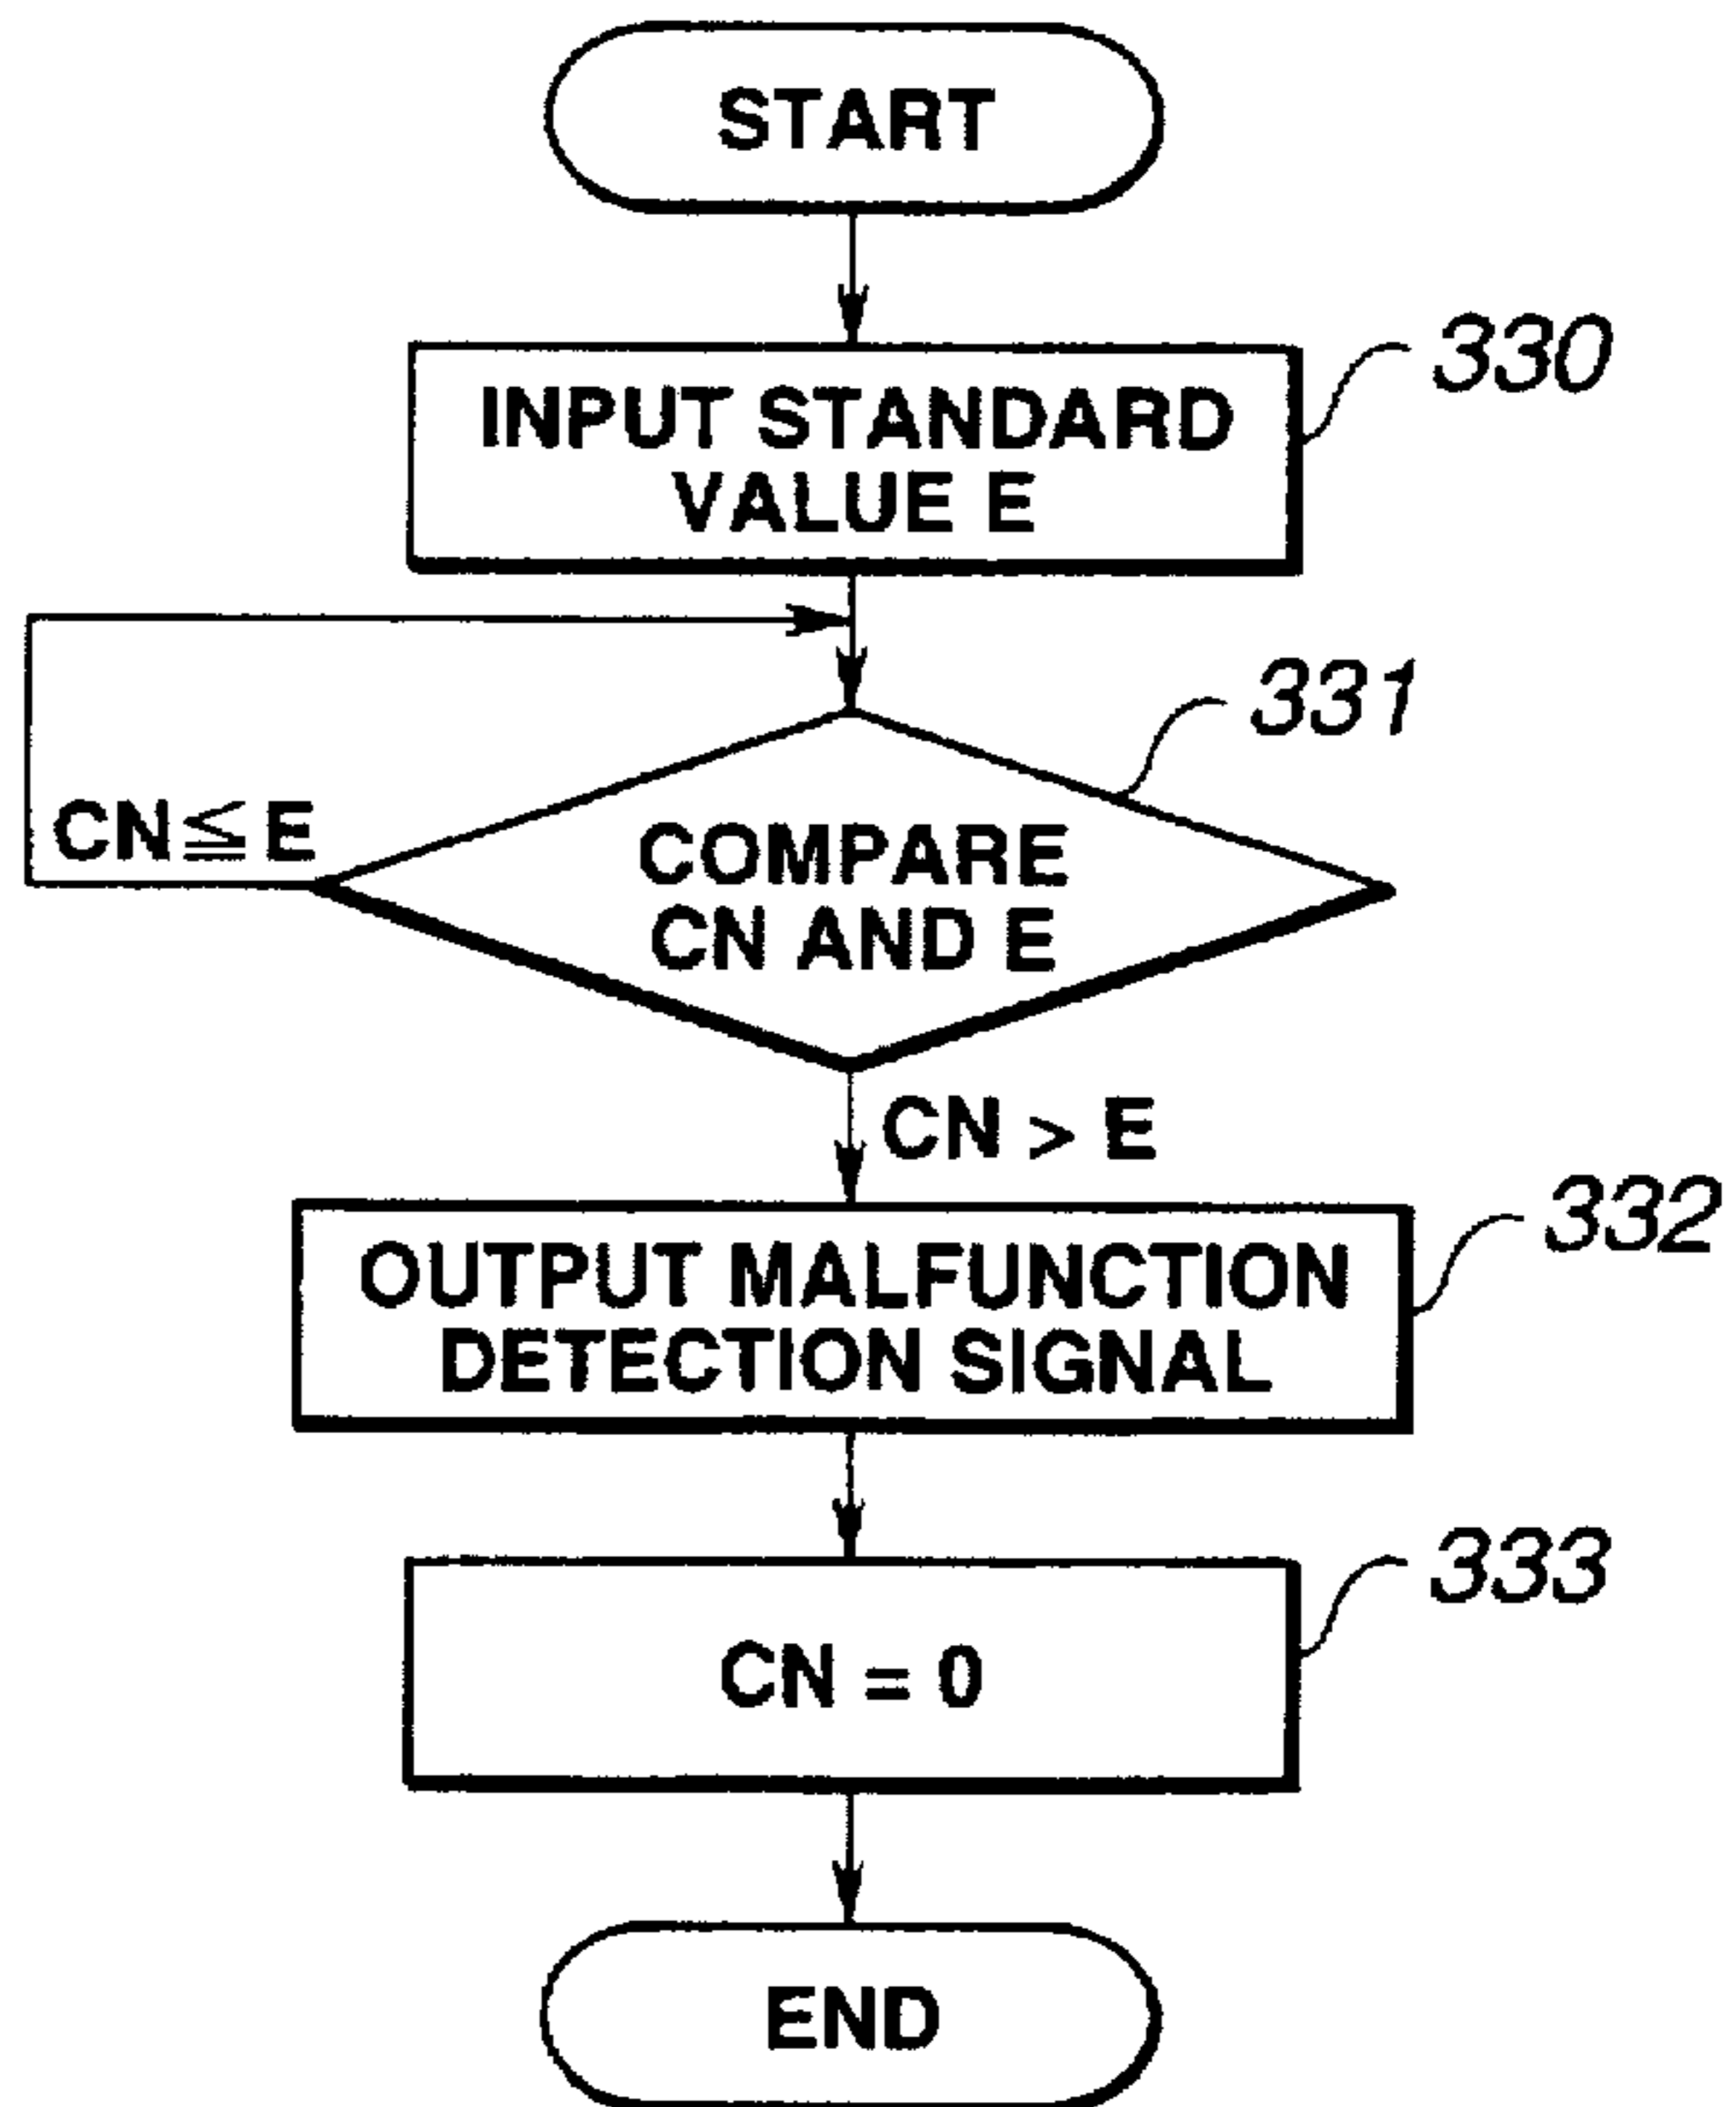 START
330
INPUT STANDARD
VALUE E
331
CN≦E
COMPARE
CN AND E
CN > E
332
OUTPUT MALFUNCTION
DETECTION SIGNAL
333
CN = 0
END